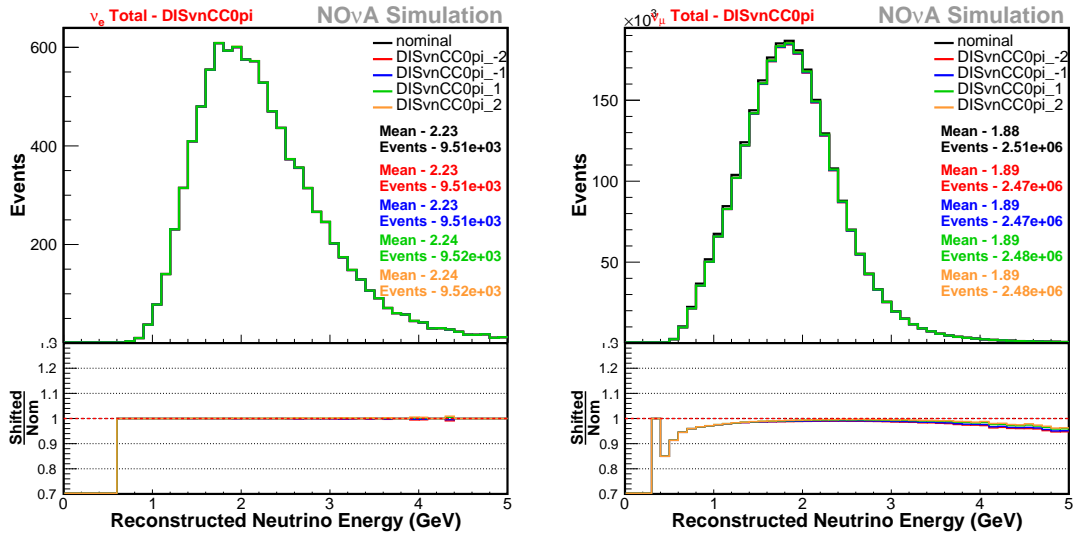 νe Total - DISvnCC0pi
NOνA Simulation
nominal
DISvnCC0pi_-2
DISvnCC0pi_-1
DISvnCC0pi_1
DISvnCC0pi_2
Mean - 2.23
Events - 9.51e+03
Mean - 2.23
Events - 9.51e+03
Mean - 2.23
Events - 9.51e+03
Mean - 2.24
Events - 9.52e+03
Mean - 2.24
Events - 9.52e+03
Events
600
400
200
1.3
1.2
1.1
1
0.9
0.8
0.7
Shifted
Nom
0 1 2 3 4 5
Reconstructed Neutrino Energy (GeV)
×10³
νμ Total - DISvnCC0pi
NOνA Simulation
nominal
DISvnCC0pi_-2
DISvnCC0pi_-1
DISvnCC0pi_1
DISvnCC0pi_2
Mean - 1.88
Events - 2.51e+06
Mean - 1.89
Events - 2.47e+06
Mean - 1.89
Events - 2.47e+06
Mean - 1.89
Events - 2.48e+06
Mean - 1.89
Events - 2.48e+06
Events
150
100
50
1.3
1.2
1.1
1
0.9
0.8
0.7
Shifted
Nom
0 1 2 3 4 5
Reconstructed Neutrino Energy (GeV)